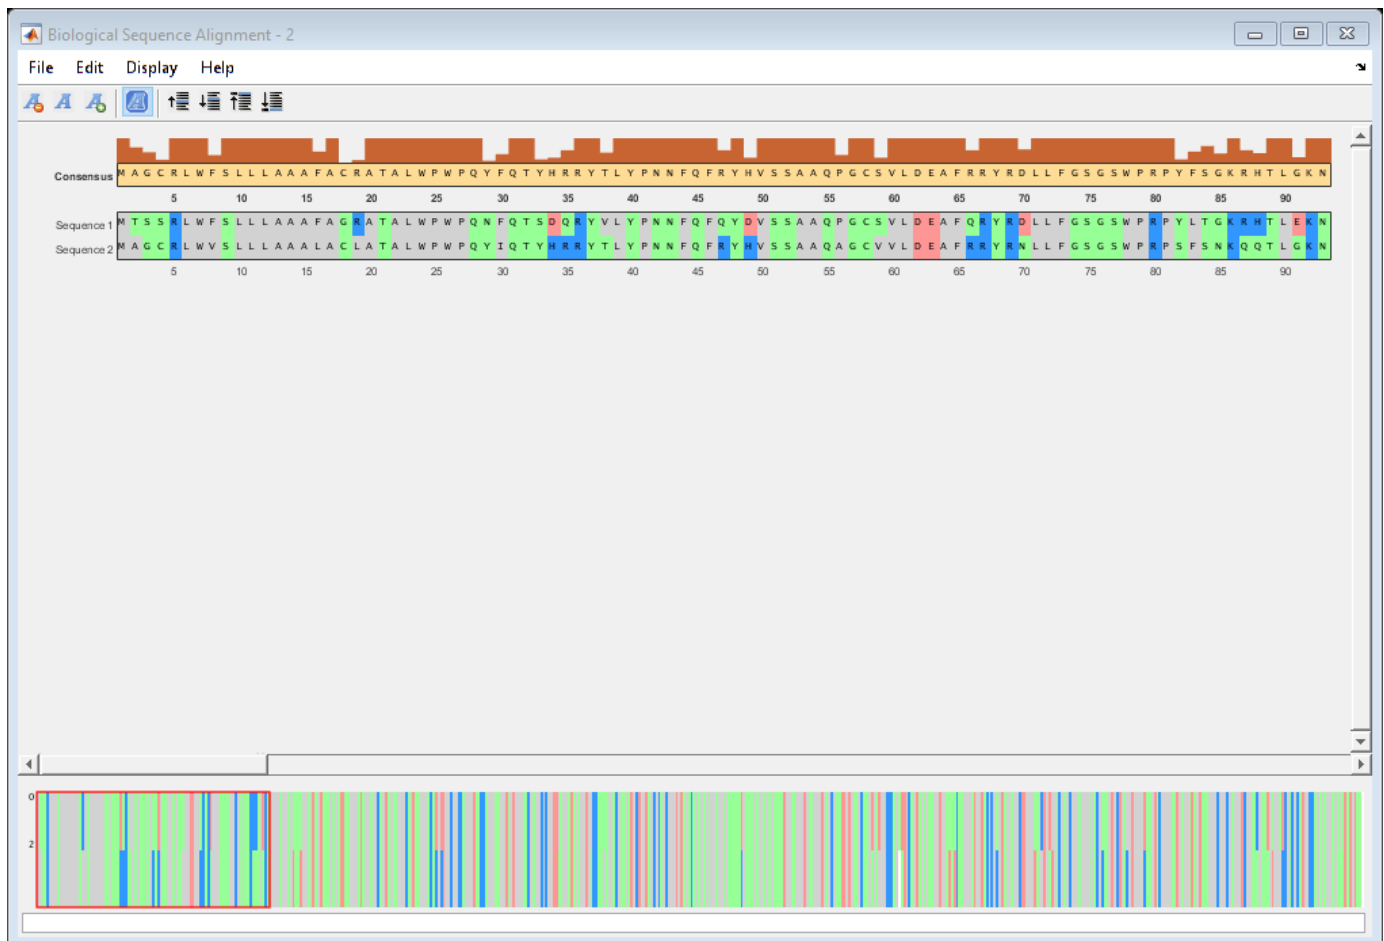 Biological Sequence Alignment - 2
File Edit Display Help
Consensus M A G C R L W F S L L L A A A F A C R A T A L W P W P Q Y F Q T Y H R R Y T L Y P N N F Q F R Y H V S S A A Q P G C S V L D E A F R R Y R D L L F G S G S W P R P Y F S G K R H T L G K N
5 10 15 20 25 30 35 40 45 50 55 60 65 70 75 80 85 90
Sequence 1 M T S S R L W F S L L L A A A F A G R A T A L W P W P Q N F Q T S D Q R Y V L Y P N N F Q F Q Y D V S S A A Q P G C S V L D E A F Q R Y R D L L F G S G S W P R P Y L T G K R H T L E K N
Sequence 2 M A G C R L W V S L L L A A A L A C L A T A L W P W P Q Y I Q T Y H R R Y T L Y P N N F Q F R Y H V S S A A Q A G C V V L D E A F R R Y R N L L F G S G S W P R P S F S N K Q Q T L G K N
5 10 15 20 25 30 35 40 45 50 55 60 65 70 75 80 85 90
0
2